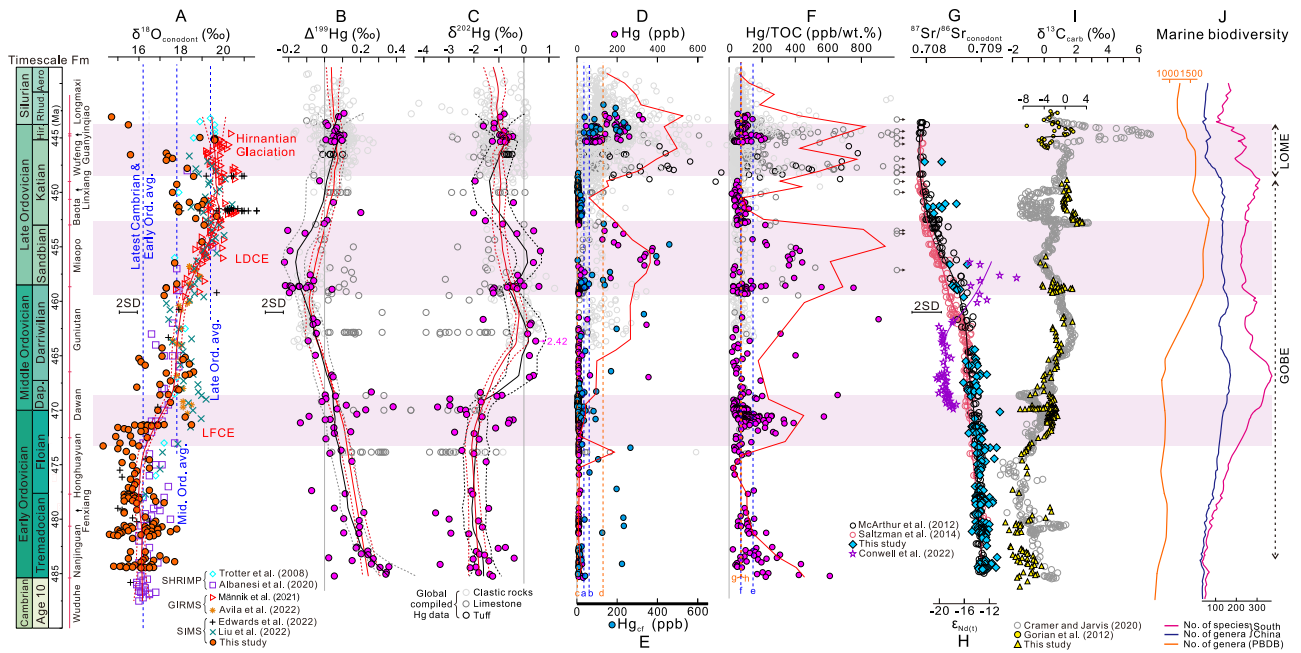 A
B
C
D
F
G
I
J
δ¹⁸Oconodont (‰)
Δ¹⁹⁹Hg (‰)
δ²⁰²Hg (‰)
Hg (ppb)
Hg/TOC (ppb/wt.%)
⁸⁷Sr/⁸⁶Srconodont
δ¹³Ccarb (‰)
Marine biodiversity
16 18 20
-0.2 0 0.2 0.4
-4 -3 -2 -1 0 1
0 200 400 600
0 200 400 600 800
0.708 0.709
-2 0 2 4 6
1000 1500
-8 -4 0 4
Timescale Fm
(Ma)
445
450
455
460
465
470
475
480
485
Silurian
Late Ordovician
Middle Ordovician
Early Ordovician
Cambrian
Aero
Rhud.
Hir.
Katian
Sandbian
Darriwilian
Dap.
Floian
Tremadocian
Age 10
Longmaxi
Guanyinqiao
Wufeng
Linxiang
Baota
Miaopo
Guniutan
Dawan
Honghuayuan
Fenxiang
Nanjinguan
Wuduhe
Hirnantian
Glaciation
LDCE
LFCE
Latest Cambrian &
Early Ord. avg.
Mid. Ord. avg.
Late Ord. avg.
2SD
2SD
2SD
2,42
LOME
GOBE
c a b d
g h
f e
SHRIMP
Trotter et al. (2008)
Albanesi et al. (2020)
GIRMS
Männik et al. (2021)
Avila et al. (2022)
SIMS
Edwards et al. (2022)
Liu et al. (2022)
This study
Global
compiled
Hg data
Clastic rocks
Limestone
Tuff
0 200 400 600
Hgcf (ppb)
E
McArthur et al. (2012)
Saltzman et al. (2014)
This study
Conwell et al. (2022)
-20 -16 -12
εNd(t)
H
Cramer and Jarvis (2020)
Gorian et al. (2012)
This study
100 200 300
No. of species
No. of genera
South
China
No. of genera (PBDB)